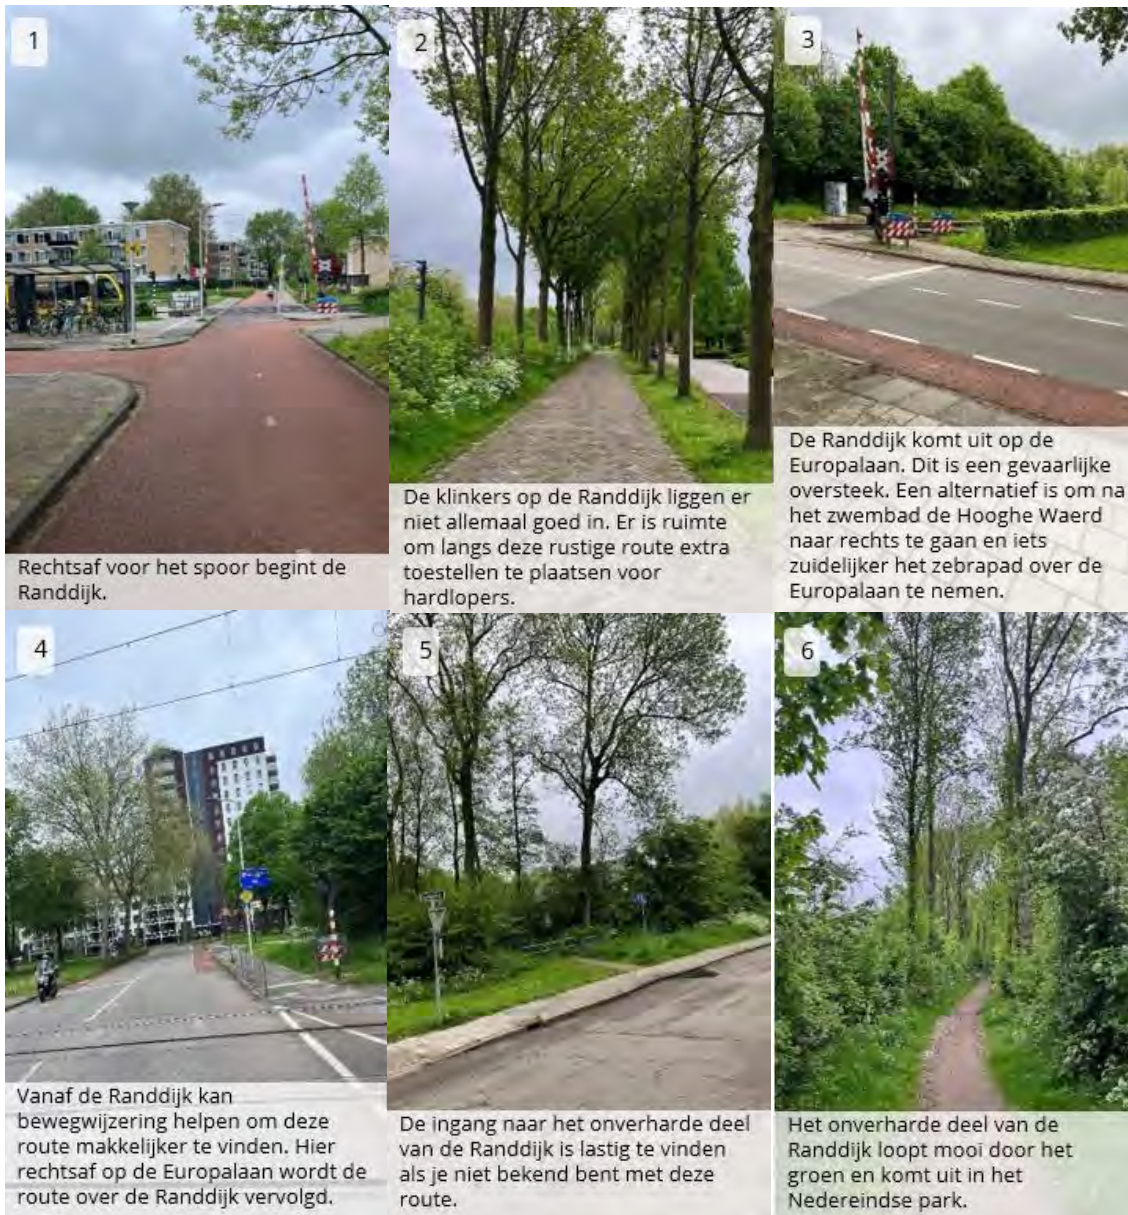 1
Rechtsaf voor het spoor begint de
Randdijk.
2
De klinkers op de Randdijk liggen er
niet allemaal goed in. Er is ruimte
om langs deze rustige route extra
toestellen te plaatsen voor
hardlopers.
3
De Randdijk komt uit op de
Europalaan. Dit is een gevaarlijke
oversteek. Een alternatief is om na
het zwembad de Hooghe Waerd
naar rechts te gaan en iets
zuidelijker het zebrapad over de
Europalaan te nemen.
4
Vanaf de Randdijk kan
bewegwijzering helpen om deze
route makkelijker te vinden. Hier
rechtsaf op de Europalaan wordt de
route over de Randdijk vervolgd.
5
De ingang naar het onverharde deel
van de Randdijk is lastig te vinden
als je niet bekend bent met deze
route.
6
Het onverharde deel van de
Randdijk loopt mooi door het
groen en komt uit in het
Nedereindse park.